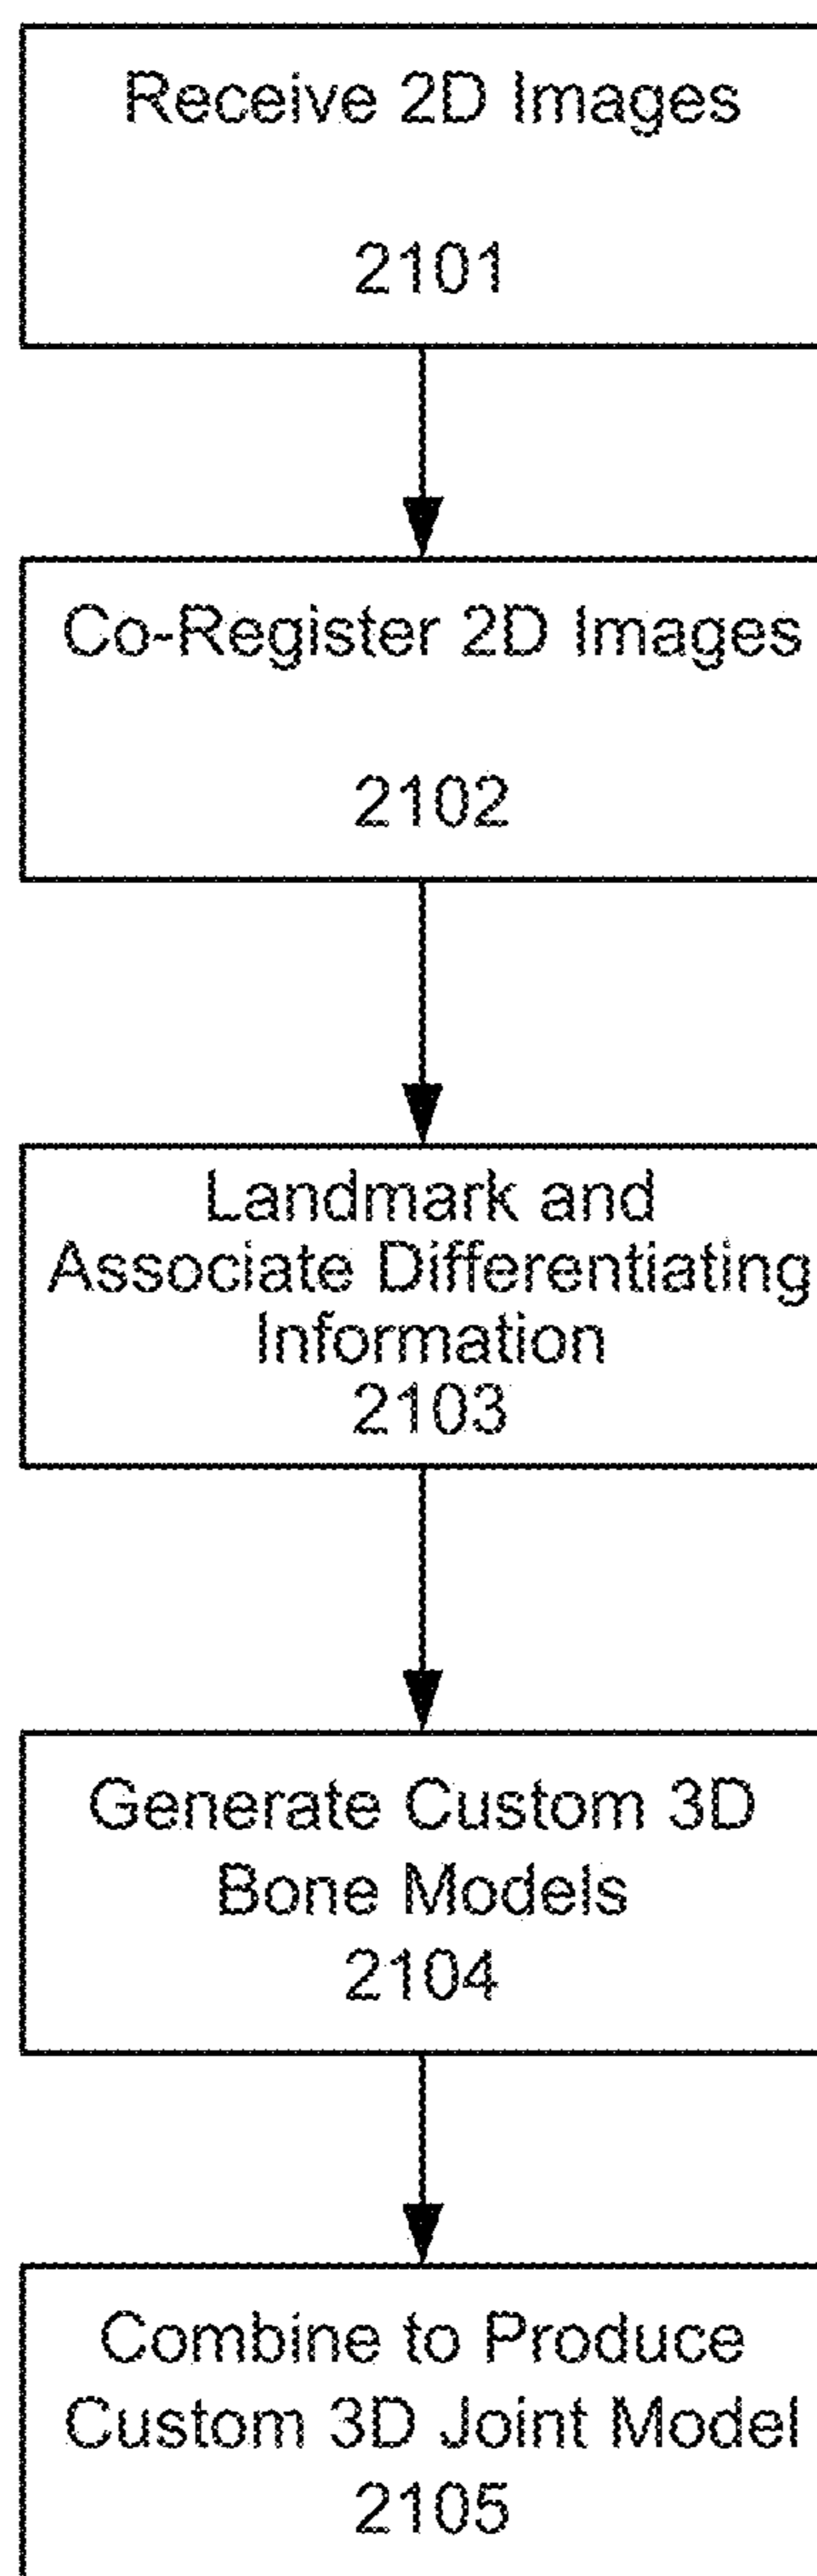 Receive 2D Images
2101
Co-Register 2D Images
2102
Landmark and
Associate Differentiating
Information
2103
Generate Custom 3D
Bone Models
2104
Combine to Produce
Custom 3D Joint Model
2105